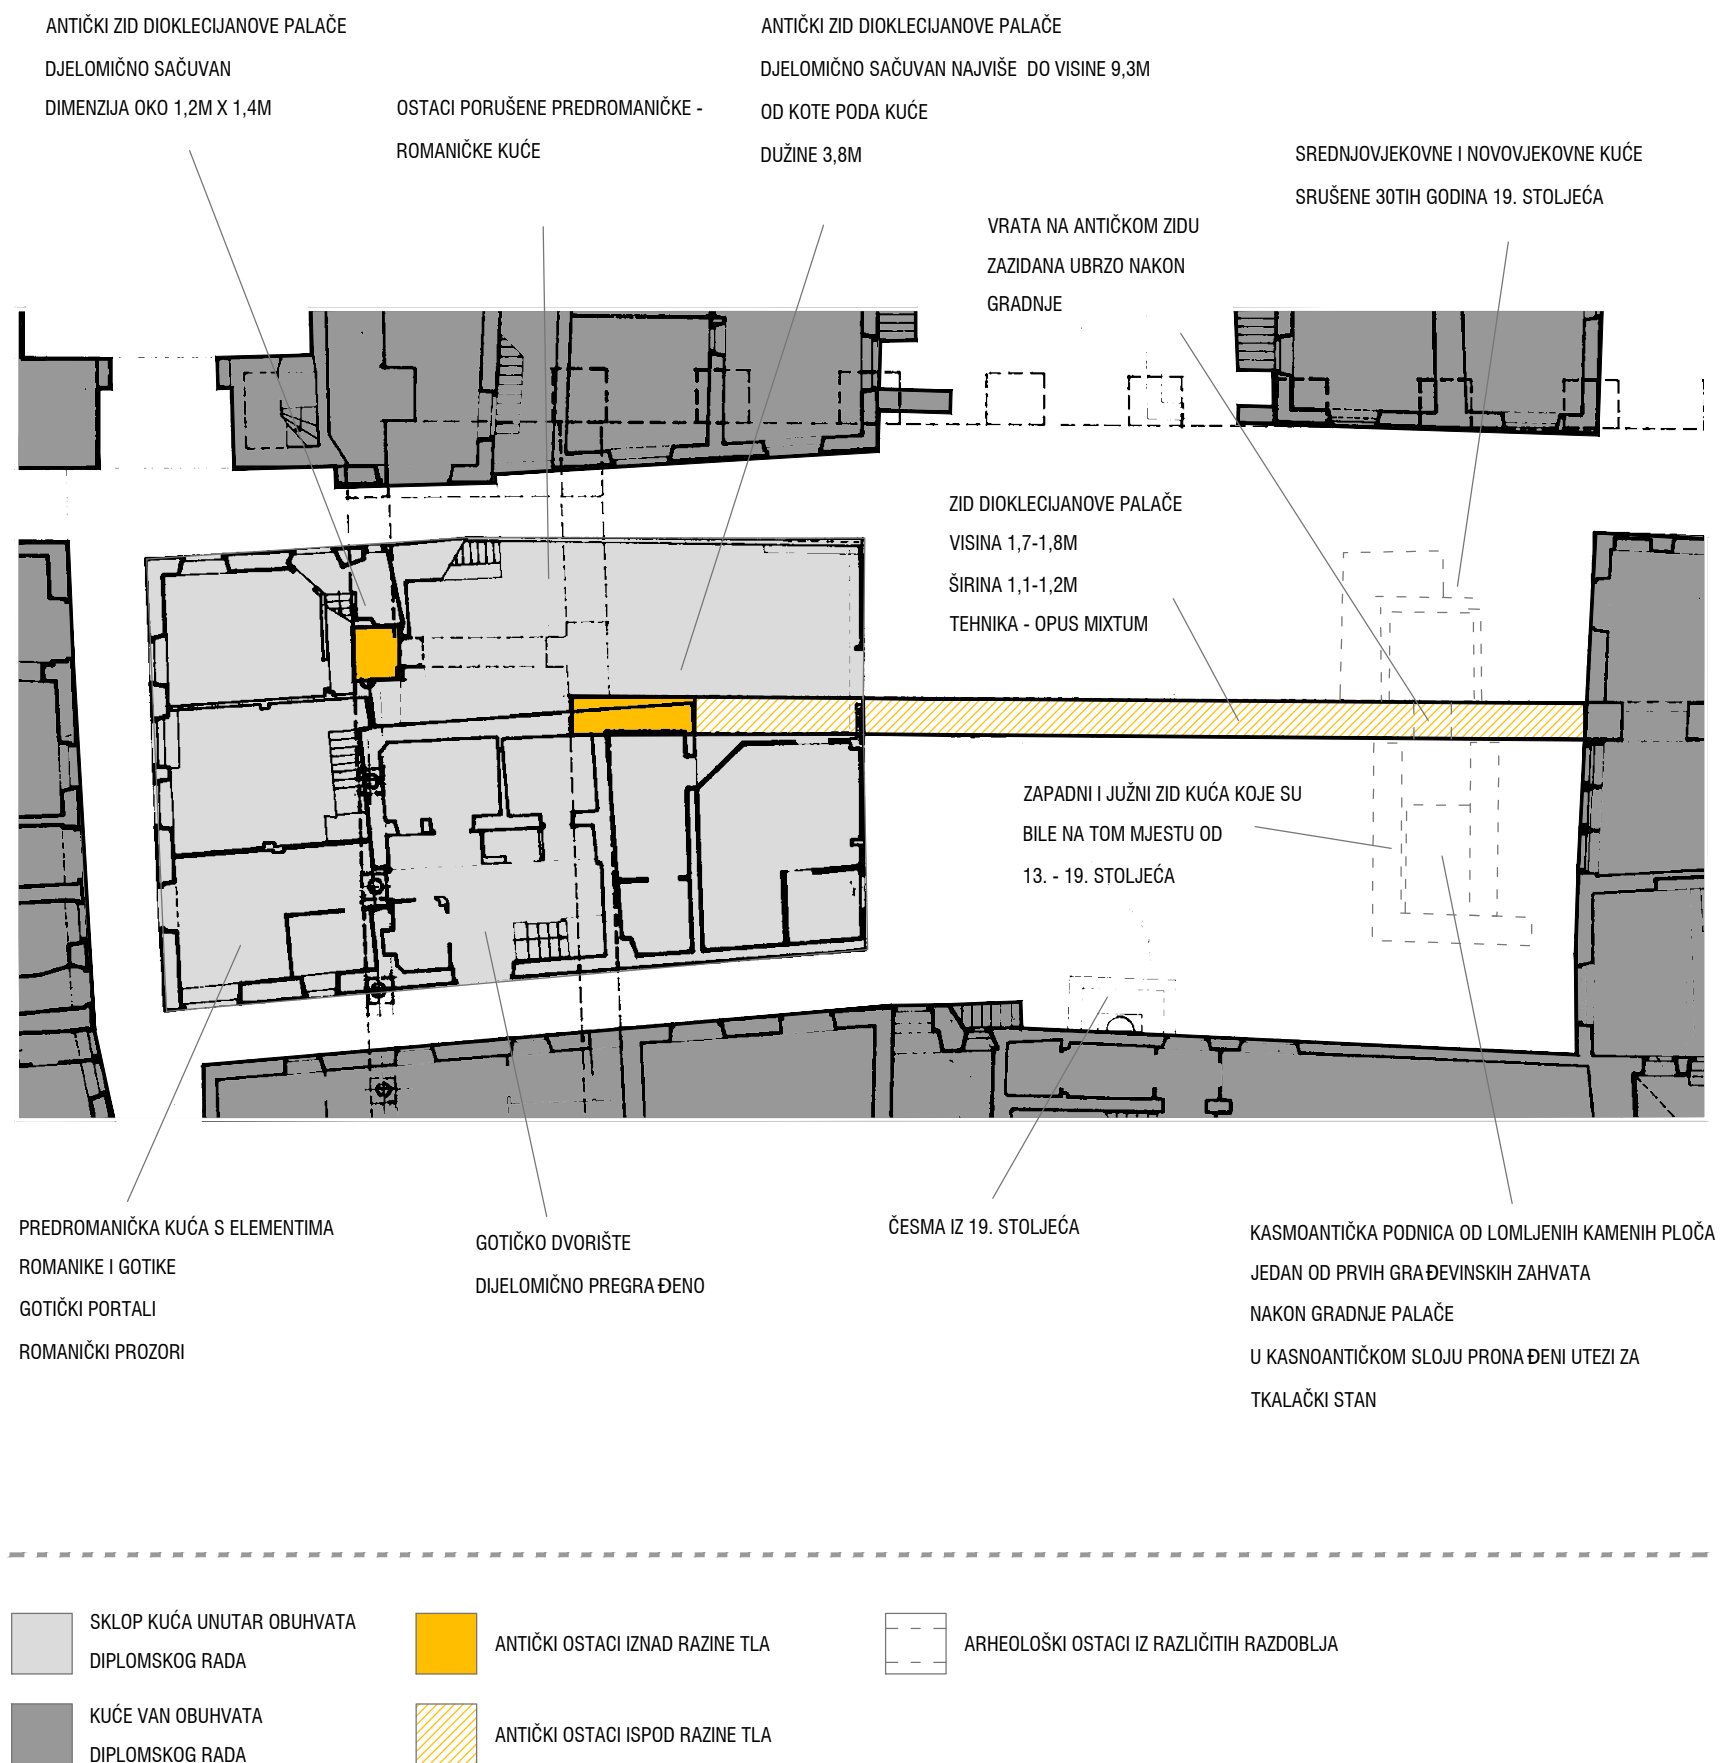 ANTIČKI ZID DIOKLECIJANOVE PALAČE
DJELOMIČNO SAČUVAN
DIMENZIJA OKO 1,2M X 1,4M
OSTACI PORUŠENE PREDROMANIČKE -
ROMANIČKE KUĆE
ANTIČKI ZID DIOKLECIJANOVE PALAČE
DJELOMIČNO SAČUVAN NAJVIŠE DO VISINE 9,3M
OD KOTE PODA KUĆE
DUŽINE 3,8M
SREDNJOVJEKOVNE I NOVOVJEKOVNE KUĆE
SRUŠENE 30TIH GODINA 19. STOLJEĆA
VRATA NA ANTIČKOM ZIDU
ZAZIDANA UBRZO NAKON
GRADNJE
ZID DIOKLECIJANOVE PALAČE
VISINA 1,7-1,8M
ŠIRINA 1,1-1,2M
TEHNIKA - OPUS MIXTUM
ZAPADNI I JUŽNI ZID KUĆA KOJE SU
BILE NA TOM MJESTU OD
13. - 19. STOLJEĆA
PREDROMANIČKA KUĆA S ELEMENTIMA
ROMANIKE I GOTIKE
GOTIČKI PORTALI
ROMANIČKI PROZORI
GOTIČKO DVORIŠTE
DIJELOMIČNO PREGRAĐENO
ČESMA IZ 19. STOLJEĆA
KASMOANTIČKA PODNICA OD LOMLJENIH KAMENIH PLOČA
JEDAN OD PRVIH GRAĐEVINSKIH ZAHVATA
NAKON GRADNJE PALAČE
U KASNOANTIČKOM SLOJU PRONAĐENI UTEZI ZA
TKALAČKI STAN
SKLOP KUĆA UNUTAR OBUHVATA
DIPLOMSKOG RADA
ANTIČKI OSTACI IZNAD RAZINE TLA
ARHEOLOŠKI OSTACI IZ RAZLIČITIH RAZDOBLJA
KUĆE VAN OBUHVATA
DIPLOMSKOG RADA
ANTIČKI OSTACI ISPOD RAZINE TLA